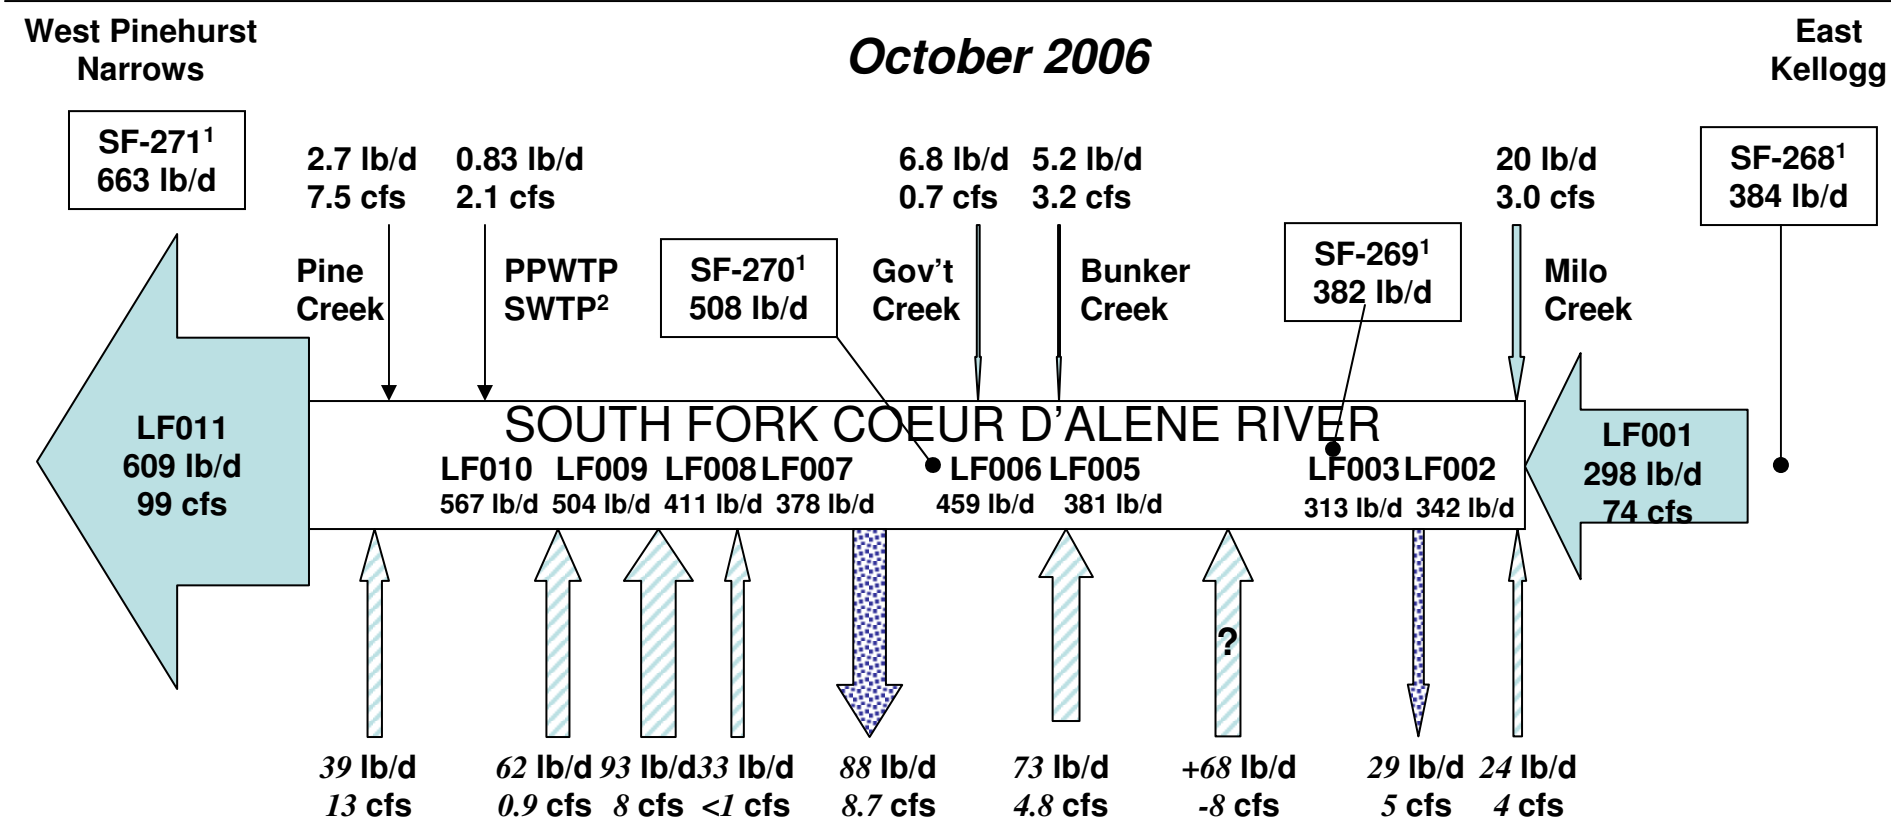 West Pinehurst
Narrows
October 2006
East
Kellogg
SF-271¹
663 lb/d
2.7 lb/d
7.5 cfs
0.83 lb/d
2.1 cfs
6.8 lb/d
0.7 cfs
5.2 lb/d
3.2 cfs
20 lb/d
3.0 cfs
SF-268¹
384 lb/d
Pine
Creek
PPWTP
SWTP²
SF-270¹
508 lb/d
Gov't
Creek
Bunker
Creek
SF-269¹
382 lb/d
Milo
Creek
SOUTH FORK COEUR D'ALENE RIVER
LF011
609 lb/d
99 cfs
LF010
567 lb/d
LF009
504 lb/d
LF008
411 lb/d
LF007
378 lb/d
LF006
459 lb/d
LF005
381 lb/d
LF003
313 lb/d
LF002
342 lb/d
LF001
298 lb/d
74 cfs
?
39 lb/d
13 cfs
62 lb/d
0.9 cfs
93 lb/d
8 cfs
33 lb/d
<1 cfs
88 lb/d
8.7 cfs
73 lb/d
4.8 cfs
+68 lb/d
-8 cfs
29 lb/d
5 cfs
24 lb/d
4 cfs